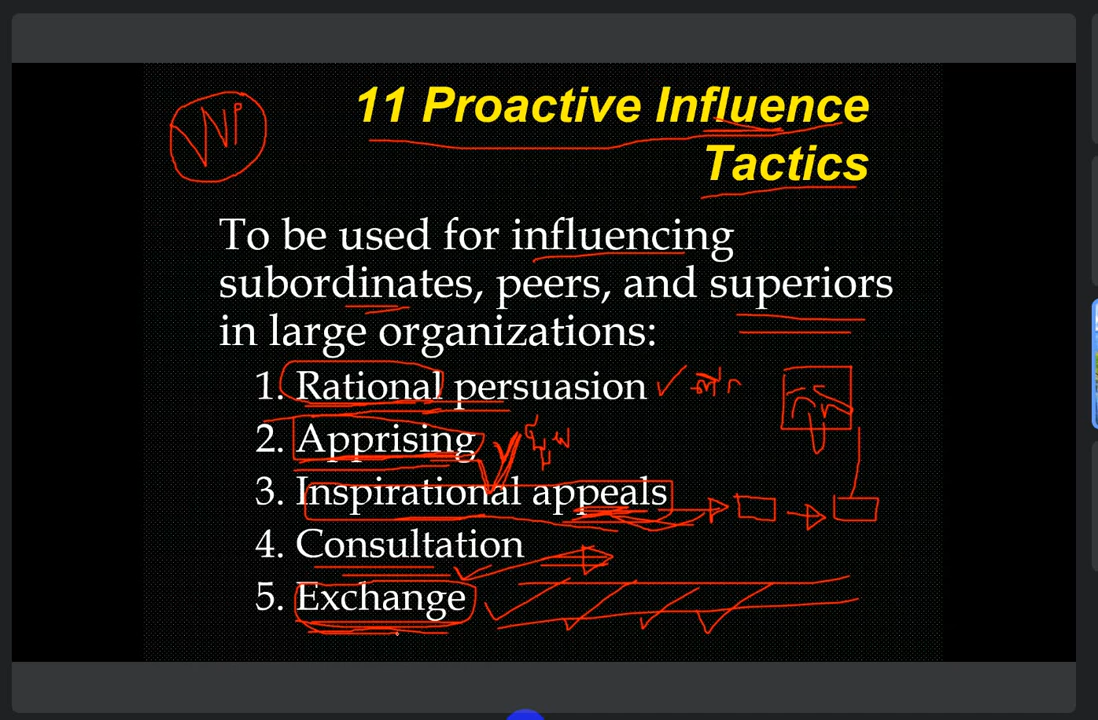 11 Proactive Influence
Tactics
To be used for influencing
subordinates, peers, and superiors
in large organizations:
1. Rational persuasion
2. Apprising
3. Inspirational appeals
4. Consultation
5. Exchange